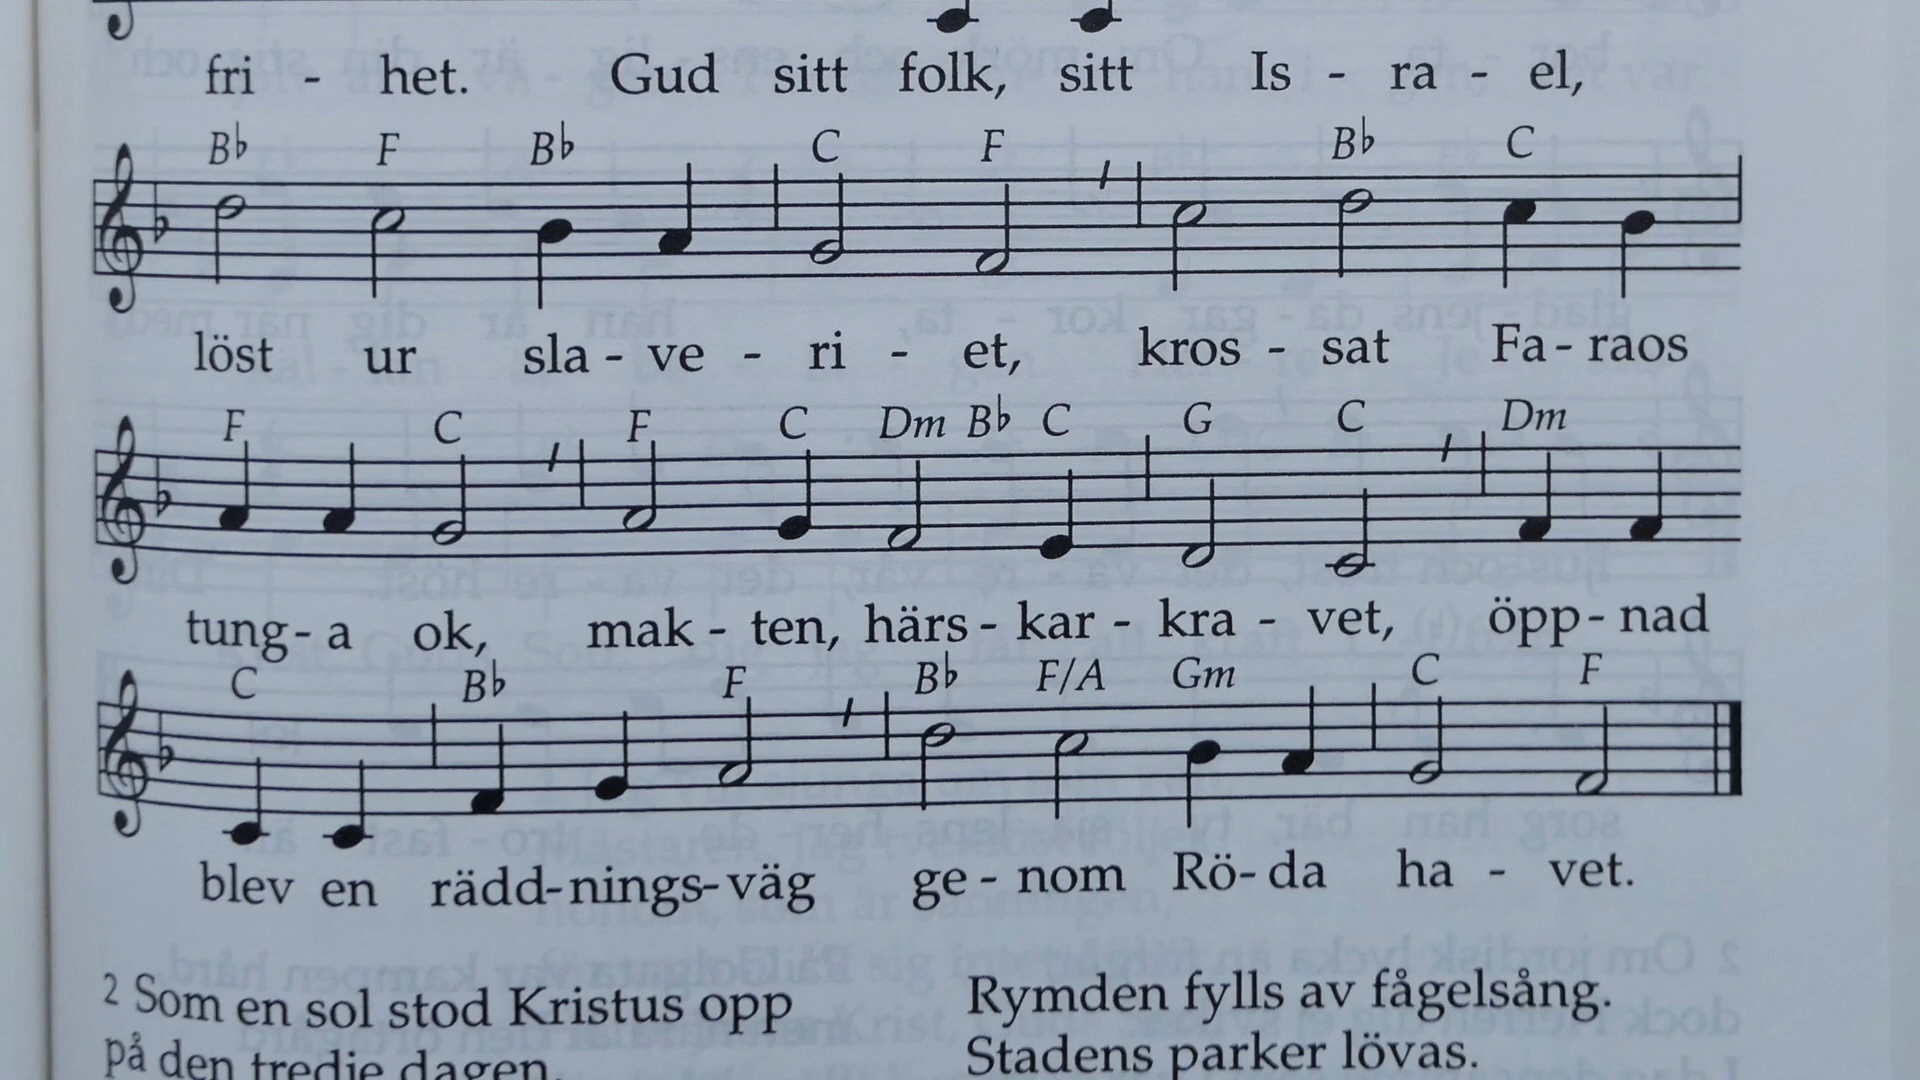 fri - het. Gud sitt folk, sitt Is - ra - el,
B♭ F B♭ C F B♭ C
löst ur sla - ve - ri - et, kros - sat Fa - raos
F C F C Dm B♭ C G C Dm
tung - a ok, mak - ten, härs - kar - kra - vet, öpp - nad
C B♭ F B♭ F/A Gm C F
blev en rädd - nings - väg ge - nom Rö - da ha - vet.
2 Som en sol stod Kristus opp
på den tredje dagen.
Rymden fylls av fågelsång.
Stadens parker lövas.